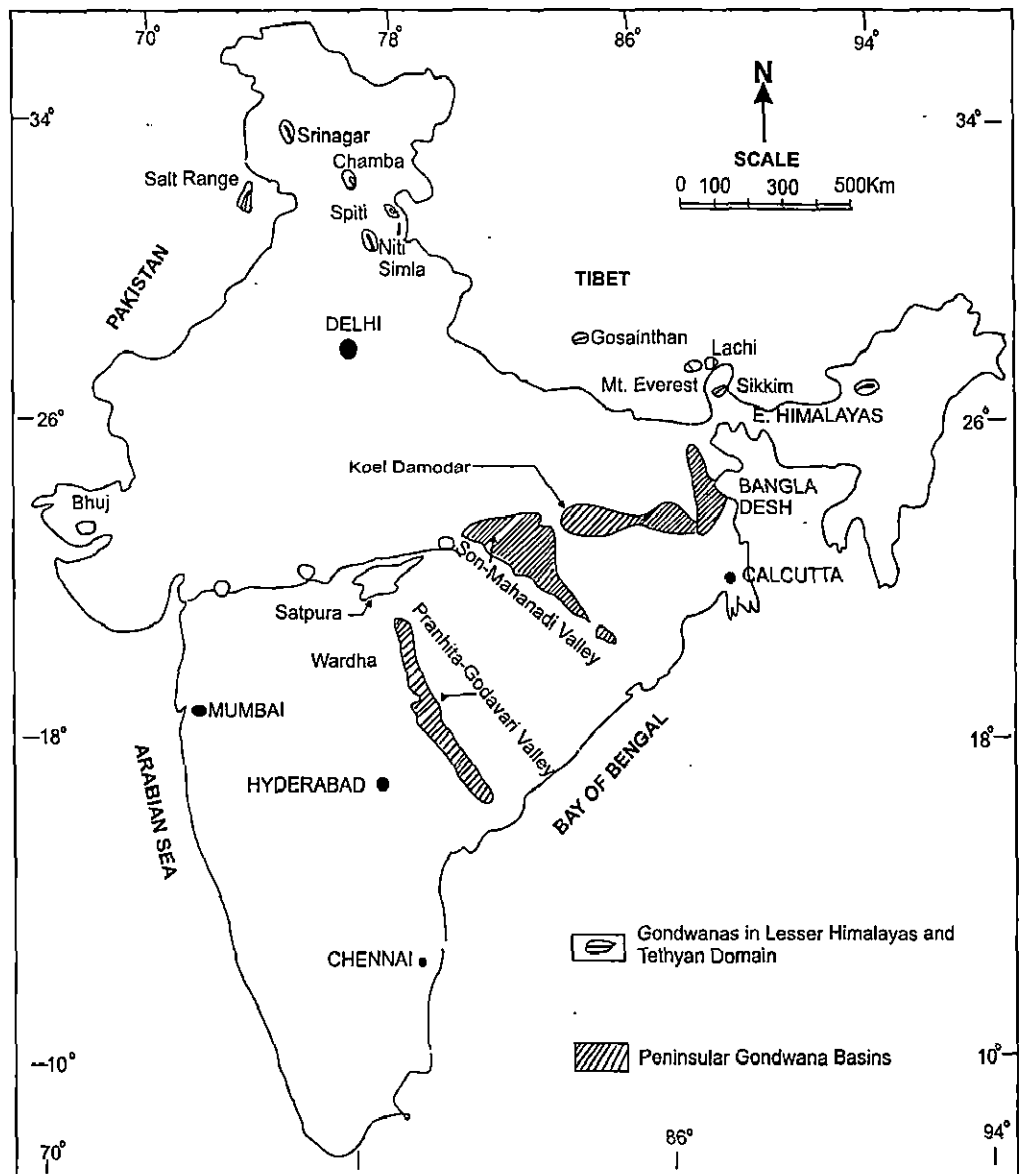 70°
78°
86°
94°
34°
34°
N
SCALE
0 100 300 500Km
Srinagar
Chamba
Salt Range
Spiti
Niti
Simla
PAKISTAN
TIBET
DELHI
Gosainthan
Lachi
Mt. Everest
Sikkim
E. HIMALAYAS
26°
26°
Koel Damodar
BANGLA
DESH
Bhuj
Son-Mahanadi Valley
CALCUTTA
Satpura
Pranhita-Godavari Valley
Wardha
MUMBAI
18°
18°
HYDERABAD
ARABIAN SEA
BAY OF BENGAL
CHENNAI
Gondwanas in Lesser Himalayas and
Tethyan Domain
Peninsular Gondwana Basins
10°
10°
70°
86°
94°